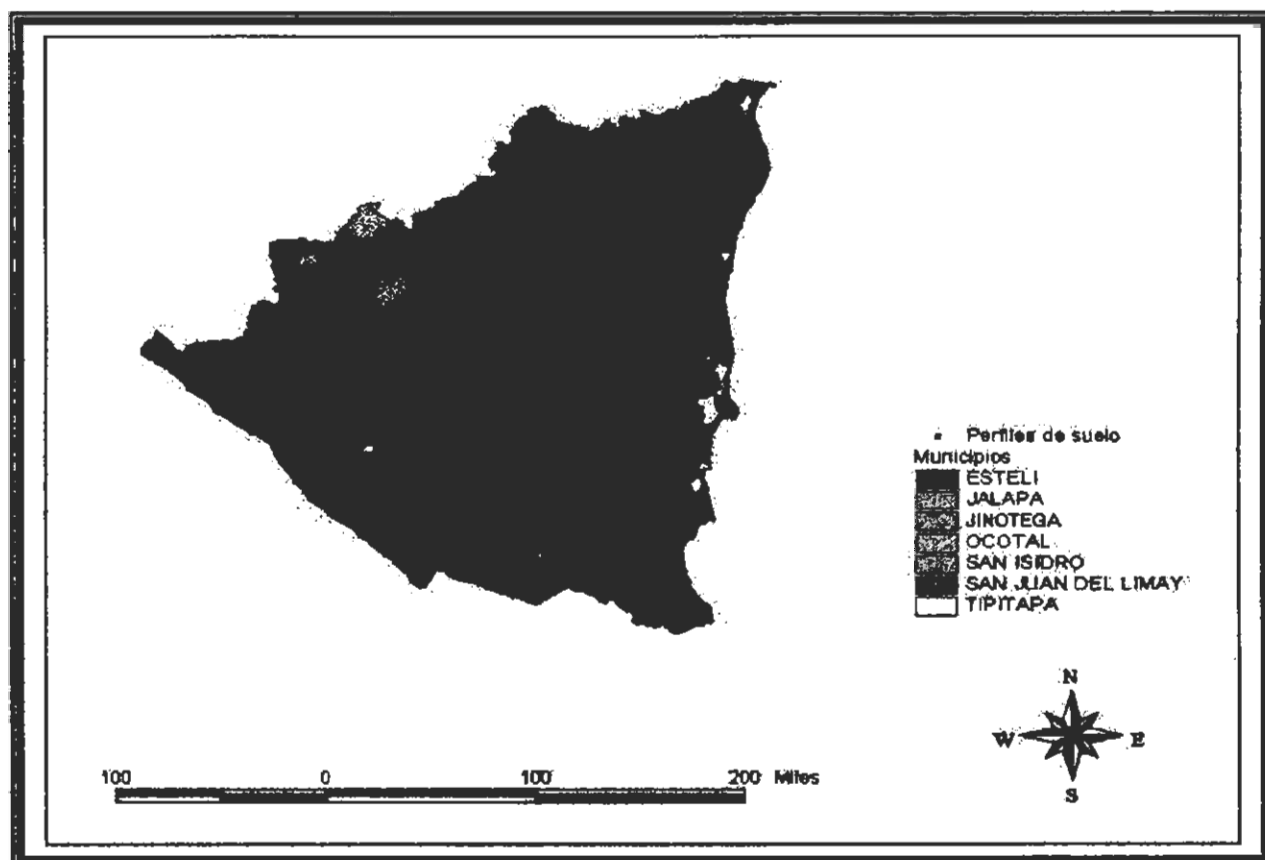 Perfiles de suelo
Municipios
ESTELI
JALAPA
JINOTEGA
OCOTAL
SAN ISIDRO
SAN JUAN DEL LIMAY
TIPITAPA
N
W E
S
100 0 100 200 Miles